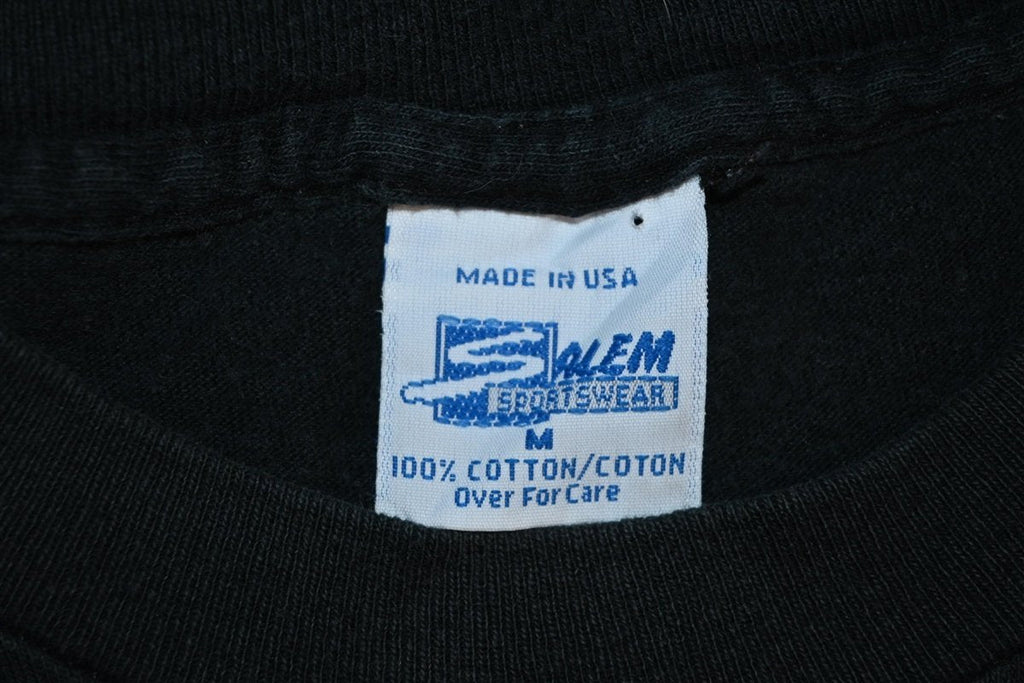 MADE IN USA
SALEM
SPORTSWEAR
M
100% COTTON/COTON
Over For Care